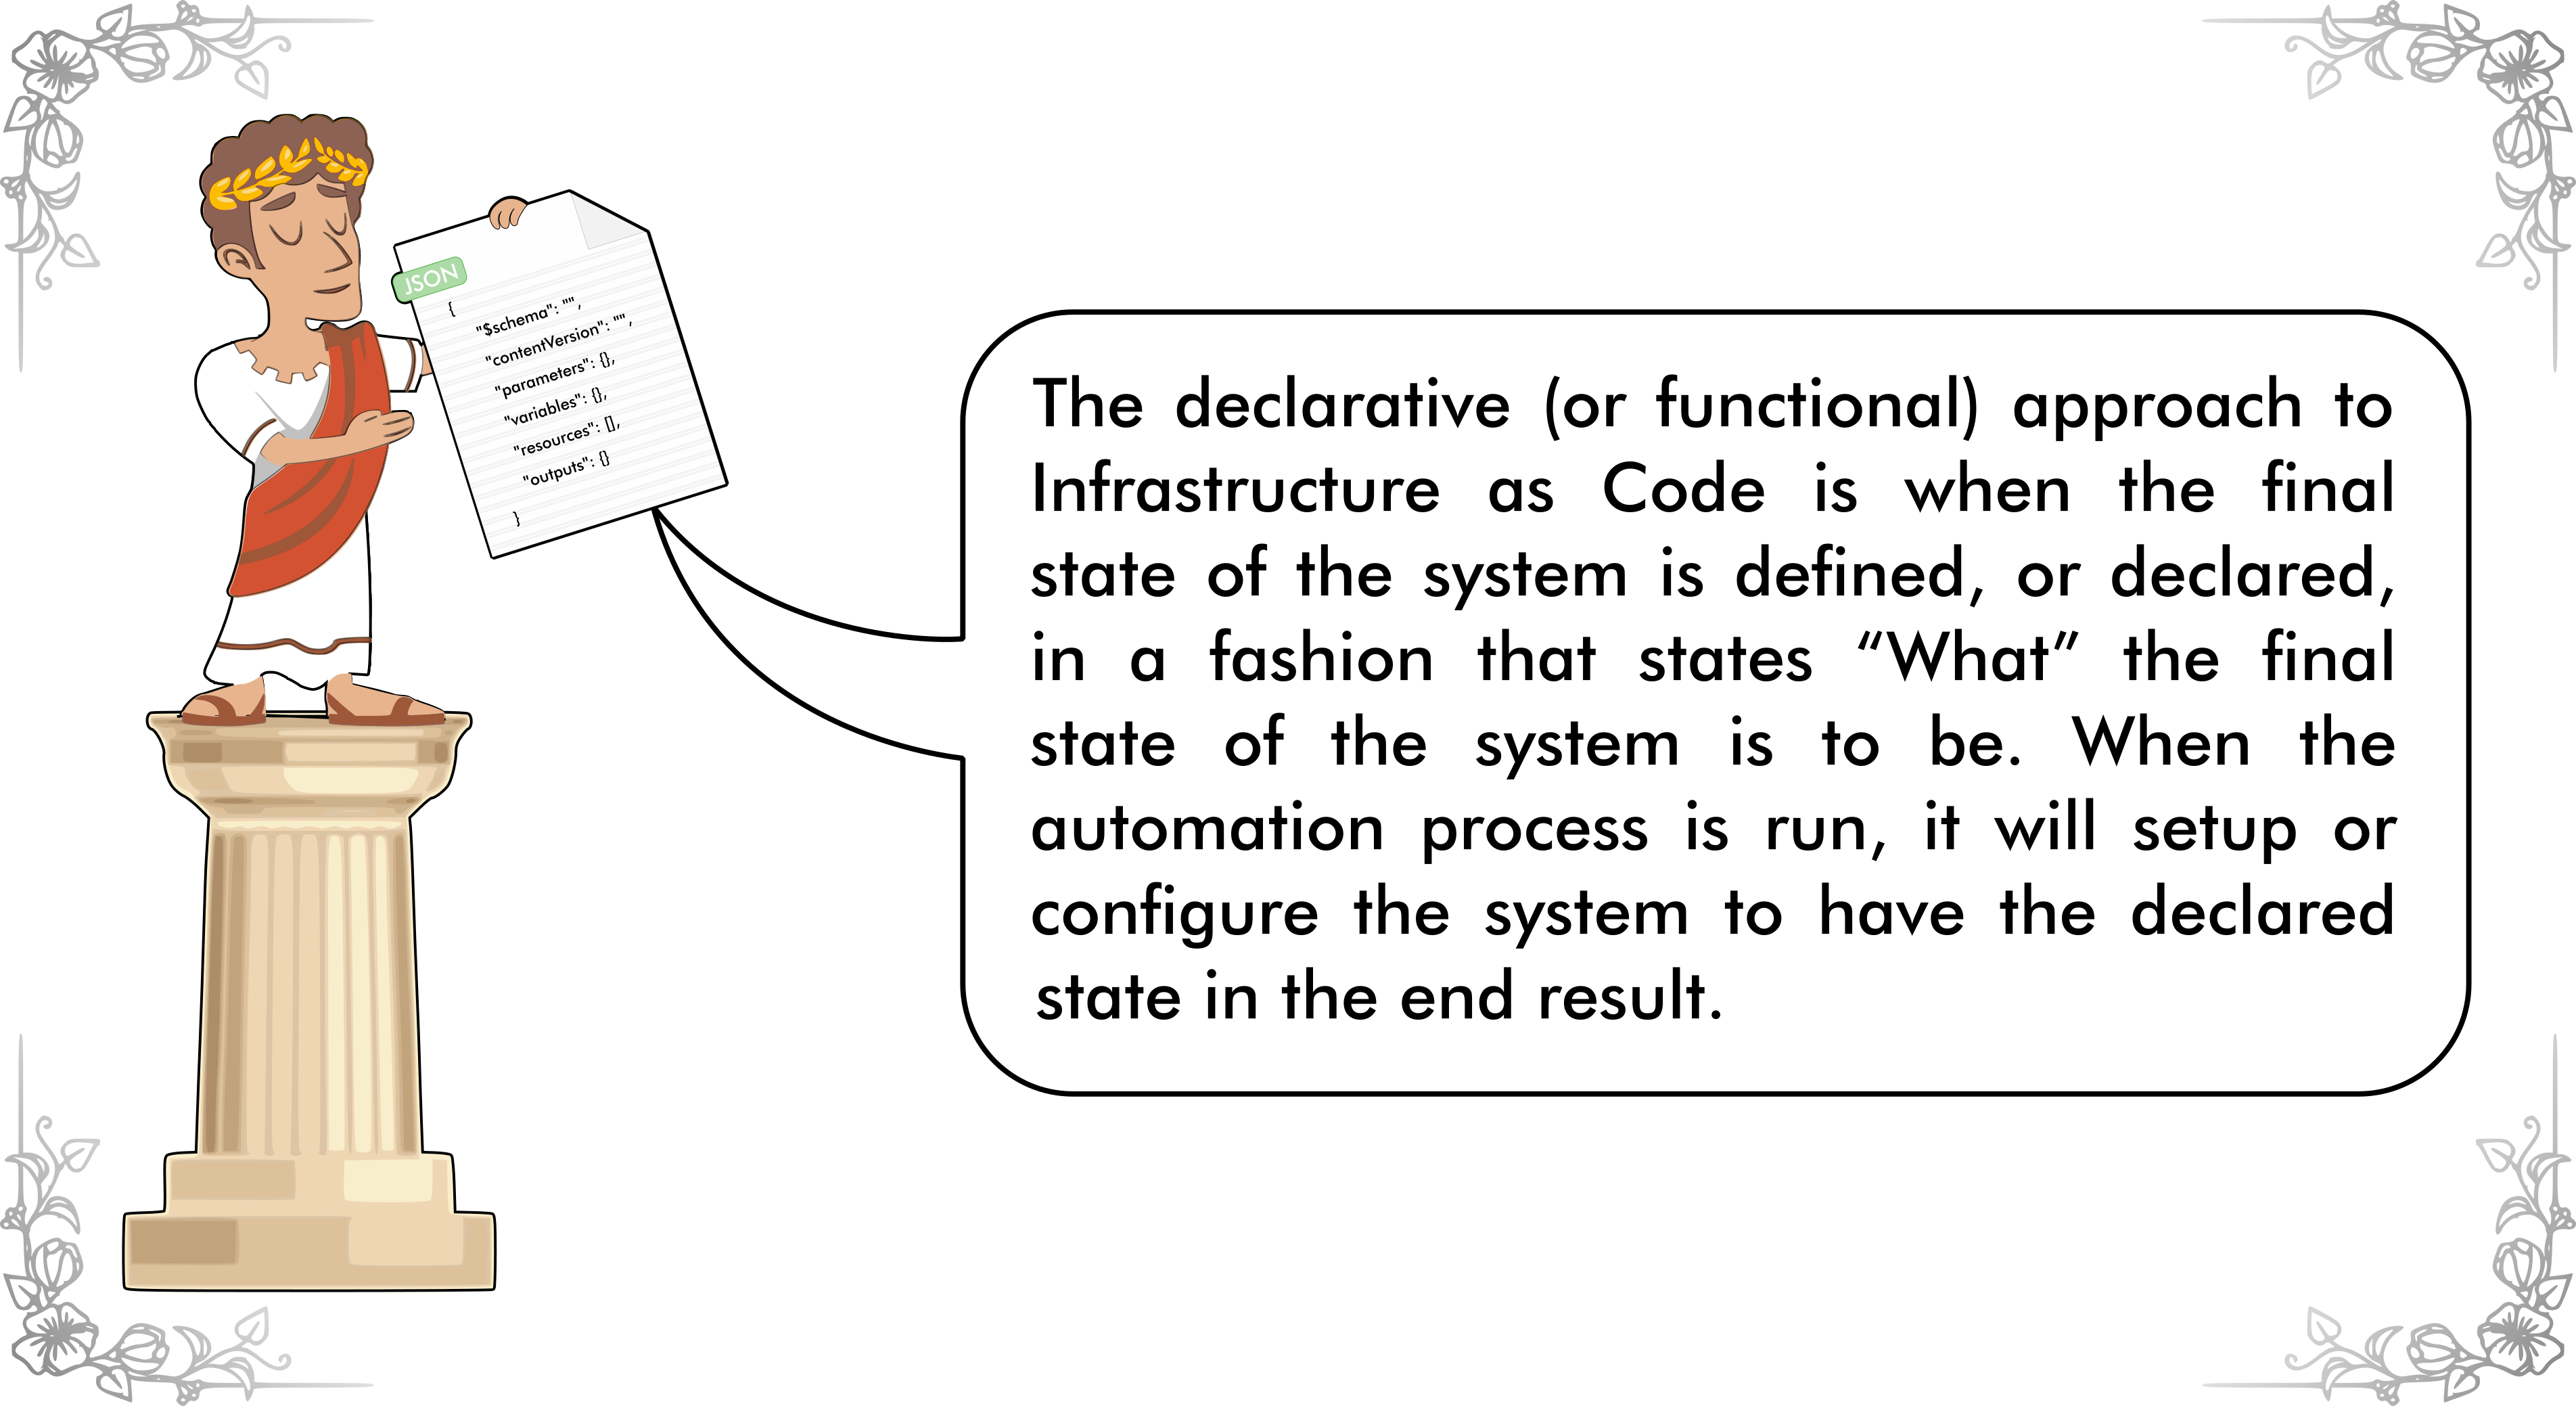 JSON
{
"$schema": "",
"contentVersion": "",
"parameters": {},
"variables": {},
"resources": [],
"outputs": {}
}
The declarative (or functional) approach to
Infrastructure as Code is when the final
state of the system is defined, or declared,
in a fashion that states “What” the final
state of the system is to be. When the
automation process is run, it will setup or
configure the system to have the declared
state in the end result.